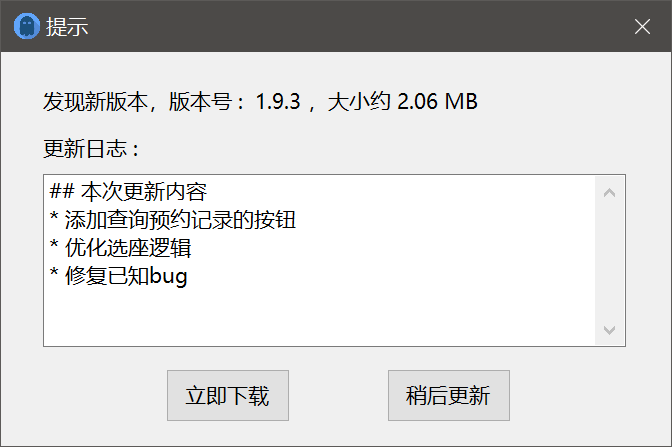 提示
发现新版本，版本号：1.9.3 ，大小约 2.06 MB
更新日志：
## 本次更新内容
* 添加查询预约记录的按钮
* 优化选座逻辑
* 修复已知bug
立即下载 稍后更新